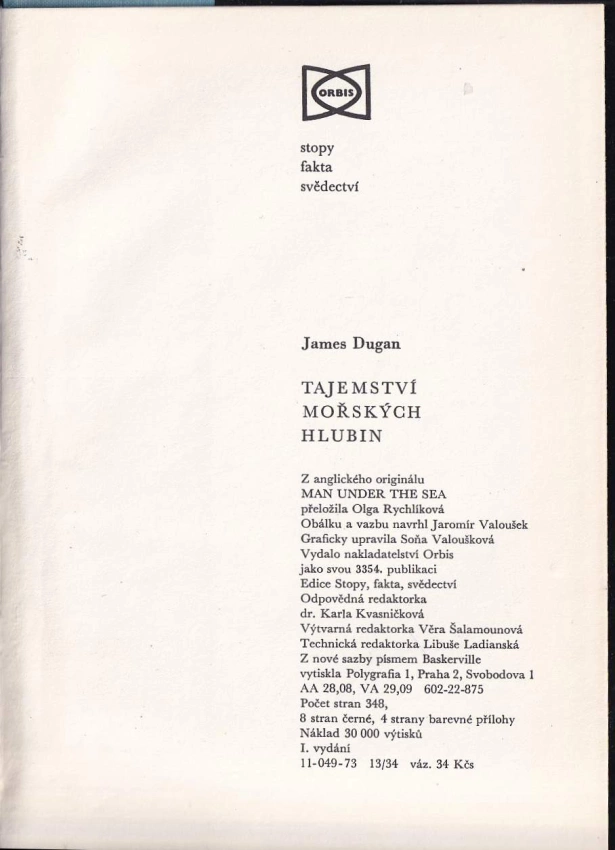 ORBIS
stopy
fakta
svědectví
James Dugan
TAJEMSTVÍ
MOŘSKÝCH
HLUBIN
Z anglického originálu
MAN UNDER THE SEA
přeložila Olga Rychlíková
Obálku a vazbu navrhl Jaromír Valoušek
Graficky upravila Soňa Valoušková
Vydalo nakladatelství Orbis
jako svou 3354. publikaci
Edice Stopy, fakta, svědectví
Odpovědná redaktorka
dr. Karla Kvasničková
Výtvarná redaktorka Věra Šalamounová
Technická redaktorka Libuše Ladianská
Z nové sazby písmem Baskerville
vytiskla Polygrafia 1, Praha 2, Svobodova 1
AA 28,08, VA 29,09 602-22-875
Počet stran 348,
8 stran černé, 4 strany barevné přílohy
Náklad 30 000 výtisků
I. vydání
11-049-73 13/34 váz. 34 Kčs